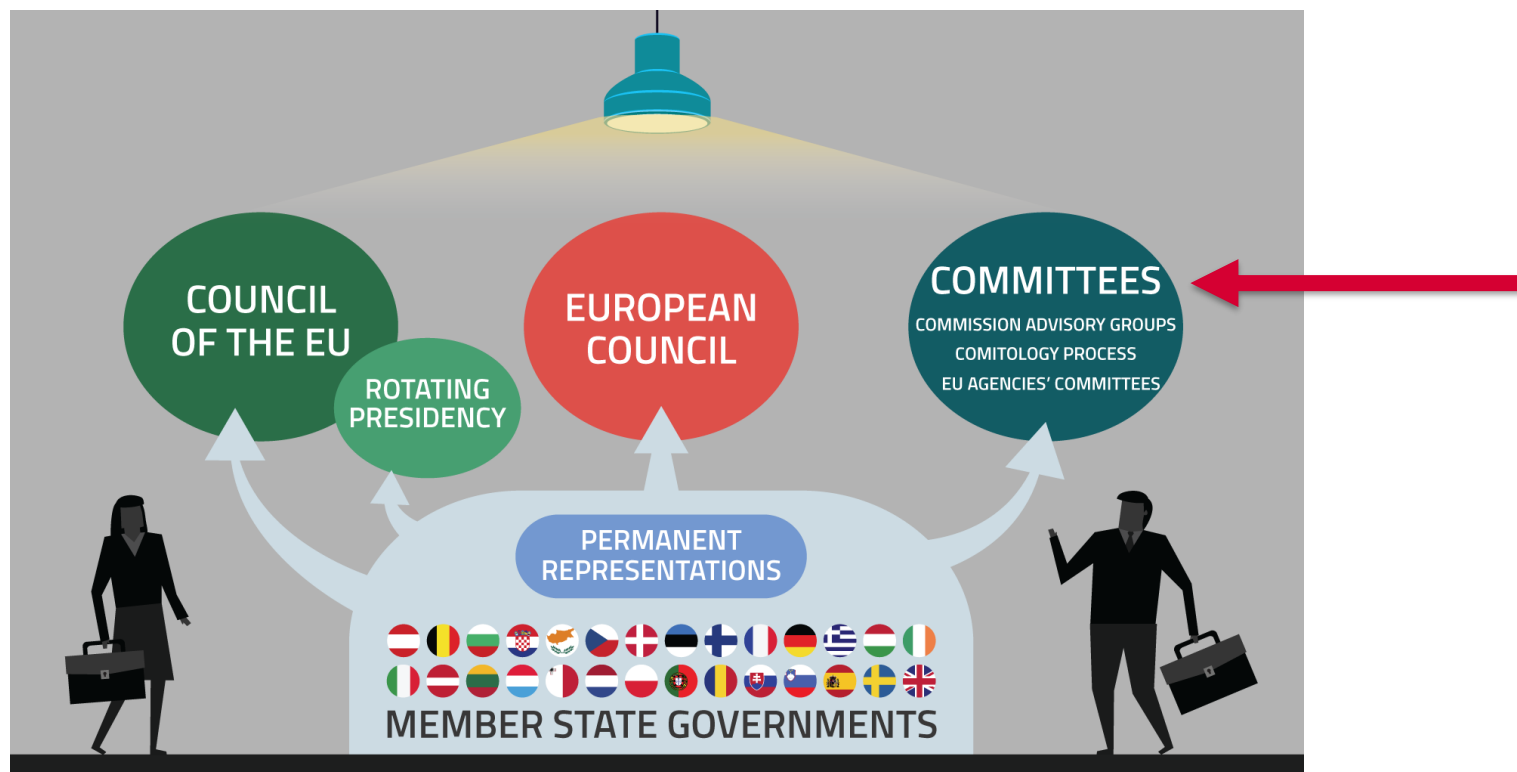 COUNCIL
OF THE EU
ROTATING
PRESIDENCY
EUROPEAN
COUNCIL
COMMITTEES
COMMISSION ADVISORY GROUPS
COMITOLOGY PROCESS
EU AGENCIES' COMMITTEES
PERMANENT
REPRESENTATIONS
MEMBER STATE GOVERNMENTS